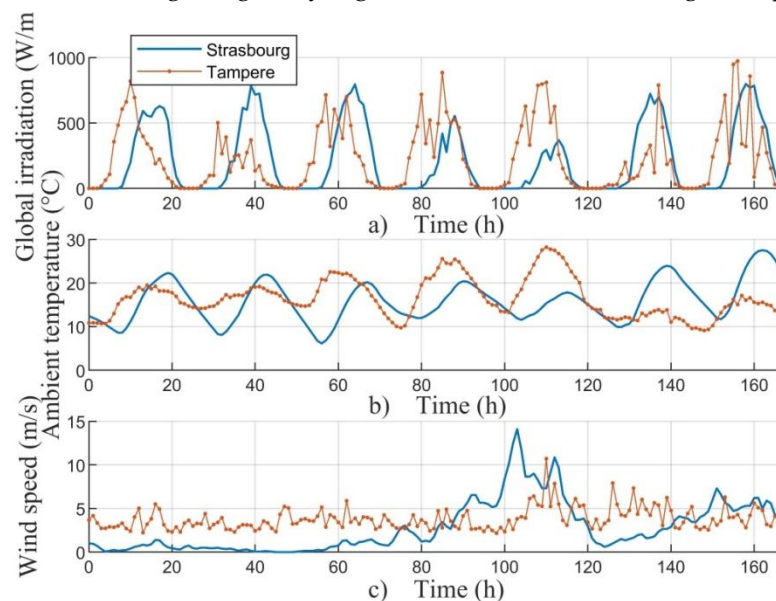 Strasbourg
Tampere
Global irradiation (W/m
1000
500
0
0 20 40 60 80 100 120 140 160
a) Time (h)
Ambient temperature (°C)
30
20
10
0
0 20 40 60 80 100 120 140 160
b) Time (h)
Wind speed (m/s)
15
10
5
0
0 20 40 60 80 100 120 140 160
c) Time (h)